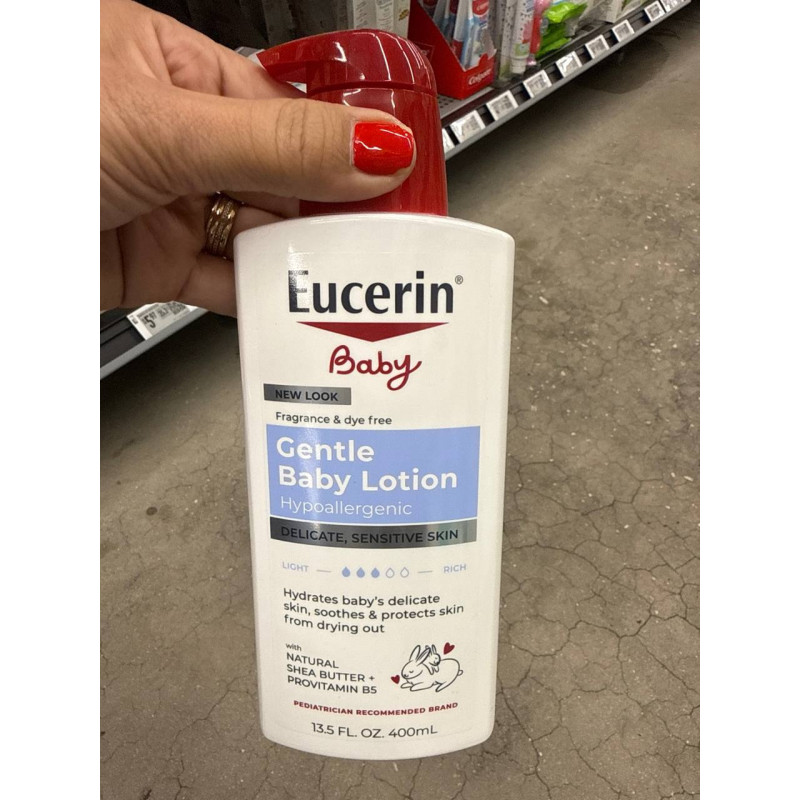 Colgate
Eucerin®
Baby
NEW LOOK
Fragrance & dye free
Gentle
Baby Lotion
Hypoallergenic
DELICATE, SENSITIVE SKIN
LIGHT
RICH
Hydrates baby's delicate
skin, soothes & protects skin
from drying out
with
NATURAL
SHEA BUTTER +
PROVITAMIN B5
PEDIATRICIAN RECOMMENDED BRAND
13.5 FL. OZ. 400mL